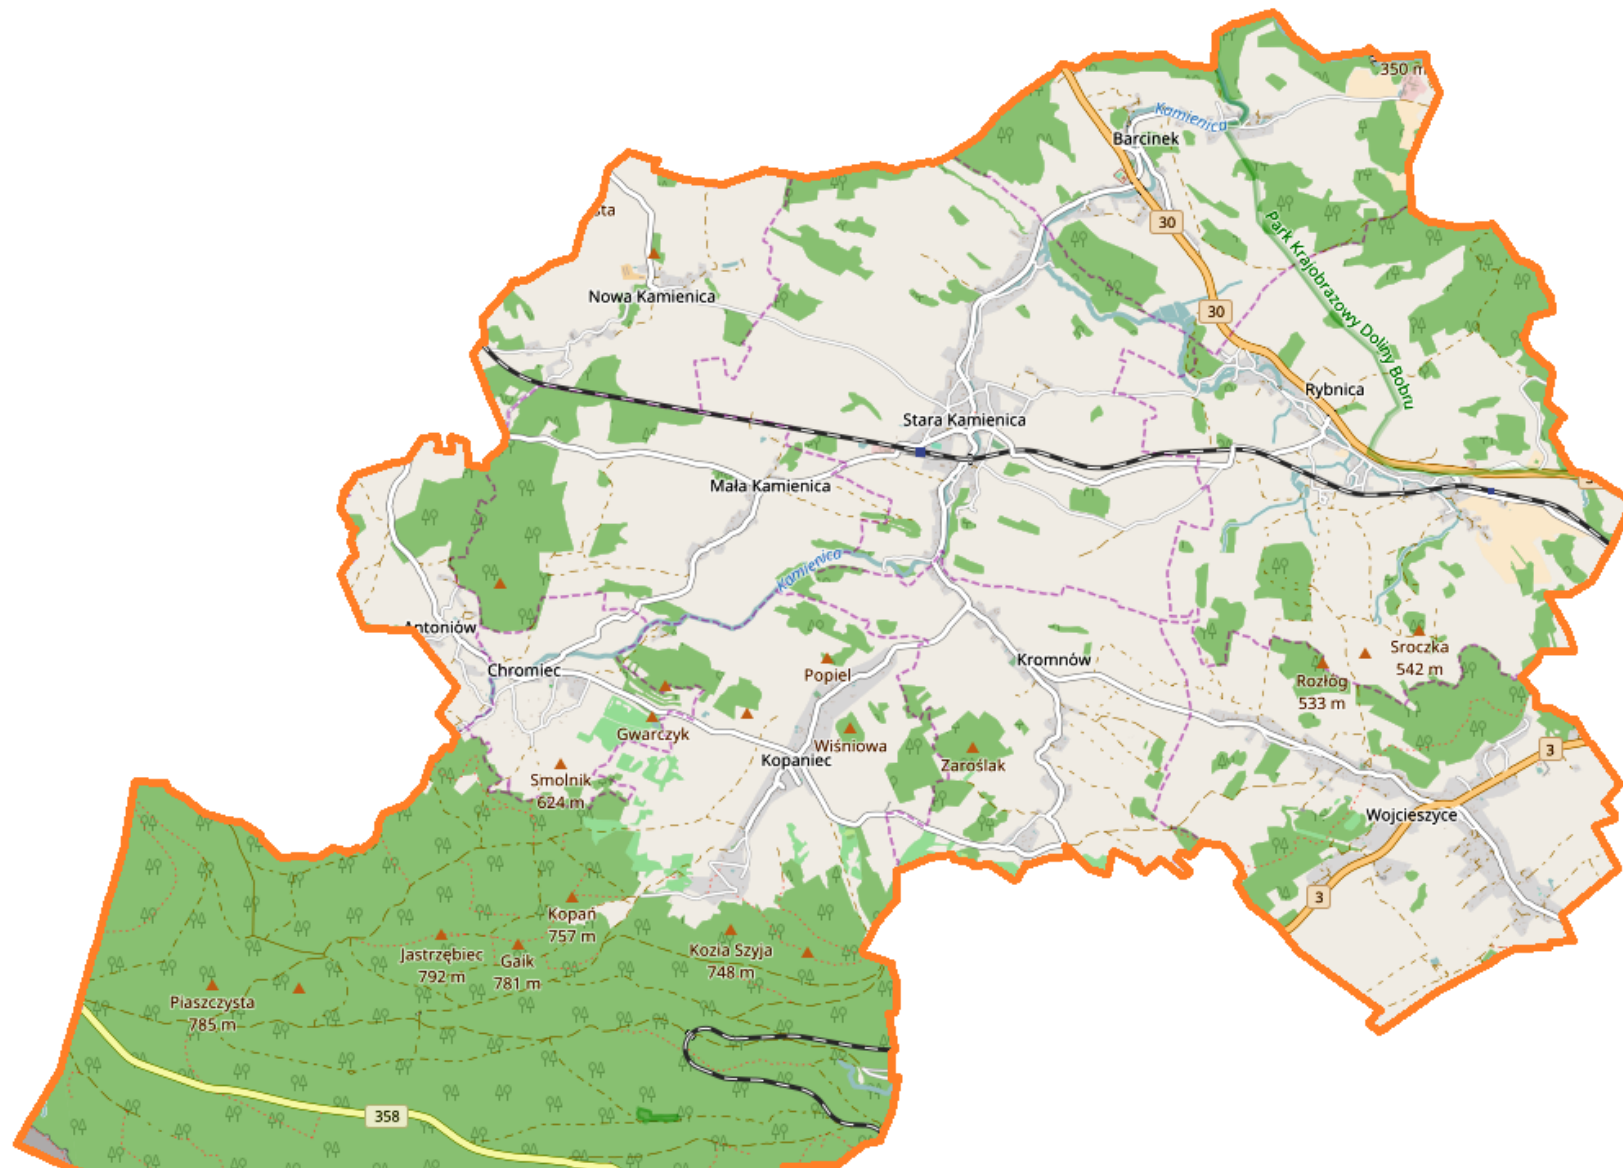 350 m
Kamienica
Barcinek
sta
30
Park Krajobrazowy Doliny Bobru
Nowa Kamienica
30
Rybnica
Stara Kamienica
Mała Kamienica
Kamienica
Antoniów
Chromiec
Popiel
Kromnów
Sroczka
542 m
Rozłóg
533 m
Gwarczyk
Wiśniowa
Kopaniec
Zaroślak
3
Smolnik
624 m
Wojcieszyce
3
Kopań
757 m
Jastrzębiec
792 m
Gaik
781 m
Kozia Szyja
748 m
Piaszczysta
785 m
358